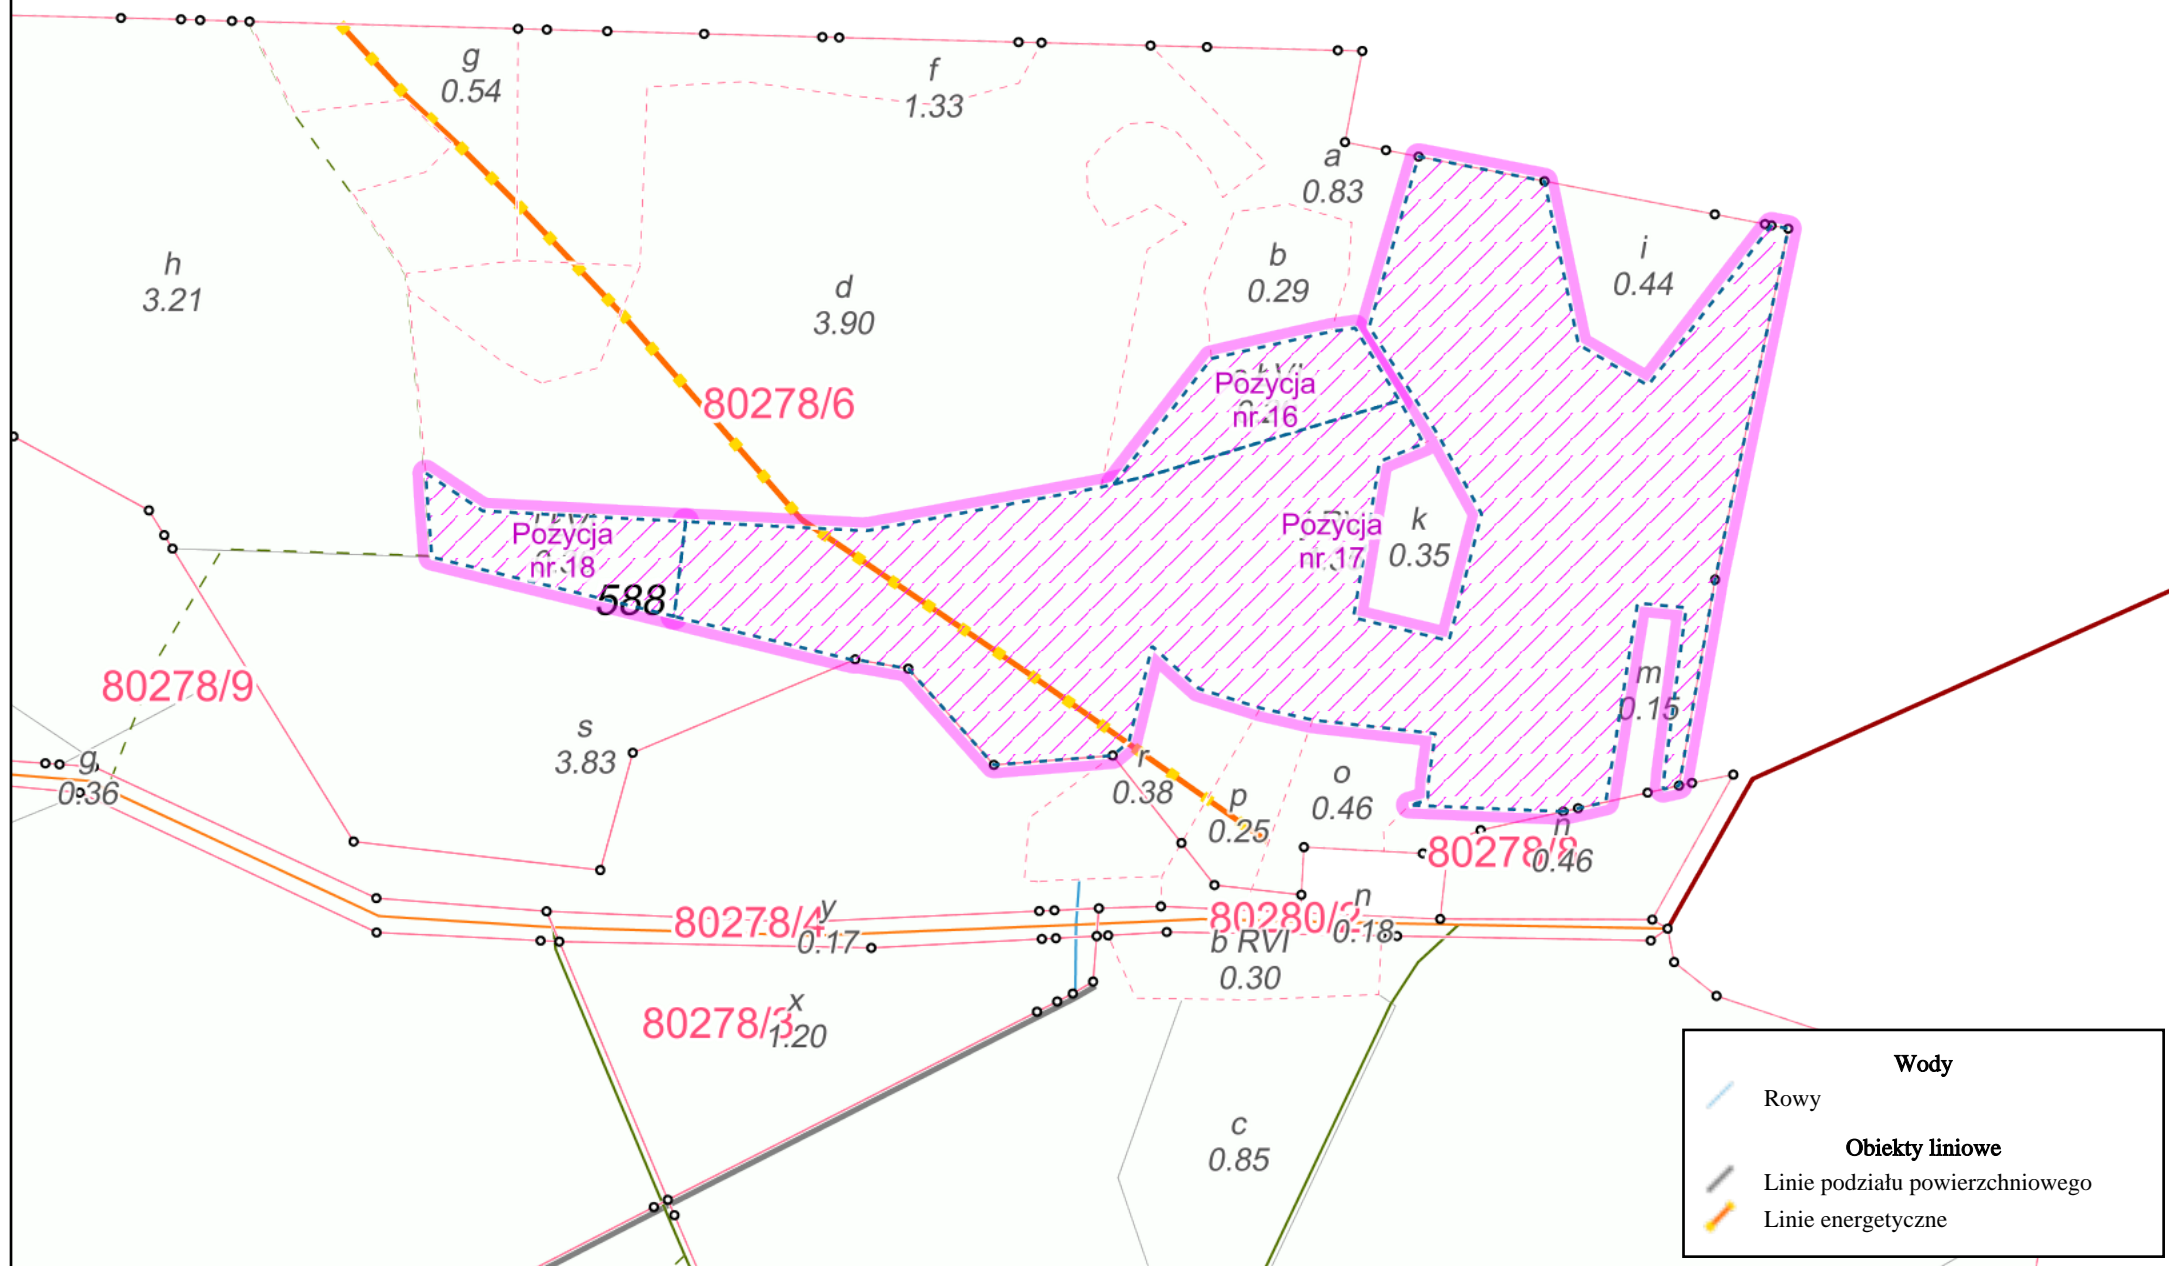 g
0.54
f
1.33
a
0.83
h
3.21
b
0.29
i
0.44
d
3.90
80278/6
Pozycja
nr 16
Pozycja
nr 17
k
0.35
Pozycja
nr 18
588
80278/9
m
0.15
s
3.83
g
0.36
r
0.38
p
0.25
o
0.46
80278/8
n
0.46
80278/4
y
0.17
80280/2
n
0.18
b RVI
0.30
80278/3
x
1.20
c
0.85
Wody
Rowy
Obiekty liniowe
Linie podziału powierzchniowego
Linie energetyczne